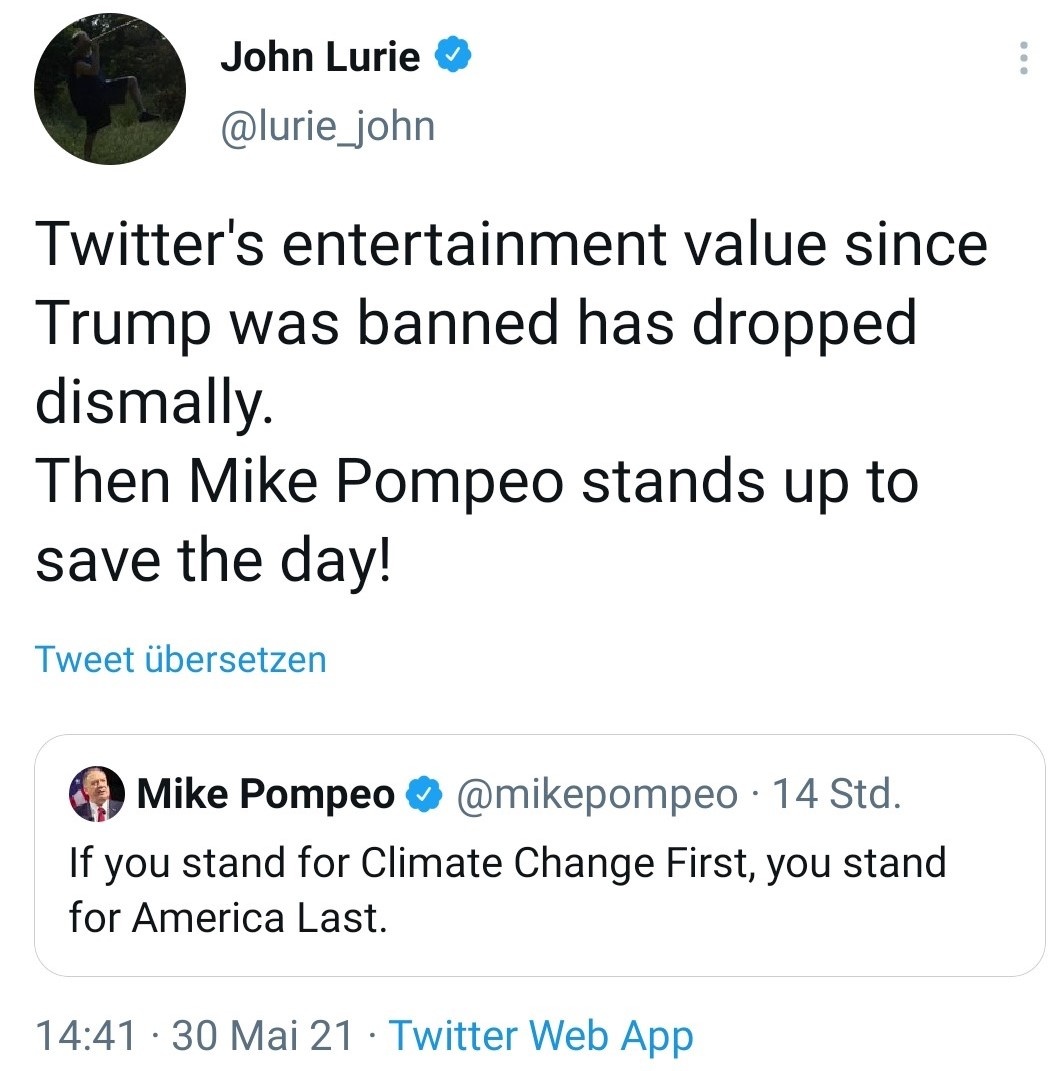 John Lurie
@lurie_john
Twitter's entertainment value since
Trump was banned has dropped
dismally.
Then Mike Pompeo stands up to
save the day!
Tweet übersetzen
Mike Pompeo @mikepompeo · 14 Std.
If you stand for Climate Change First, you stand
for America Last.
14:41 · 30 Mai 21 · Twitter Web App